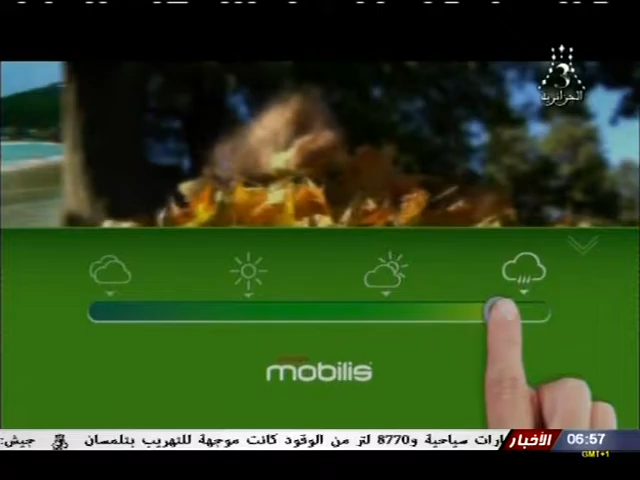 3
الجزائرية
mobilis
06:57
الأخبار
ارات سياحية و8770 لتر من الوقود كانت موجهة للتهريب بتلمسان
جيش:
GMT+1